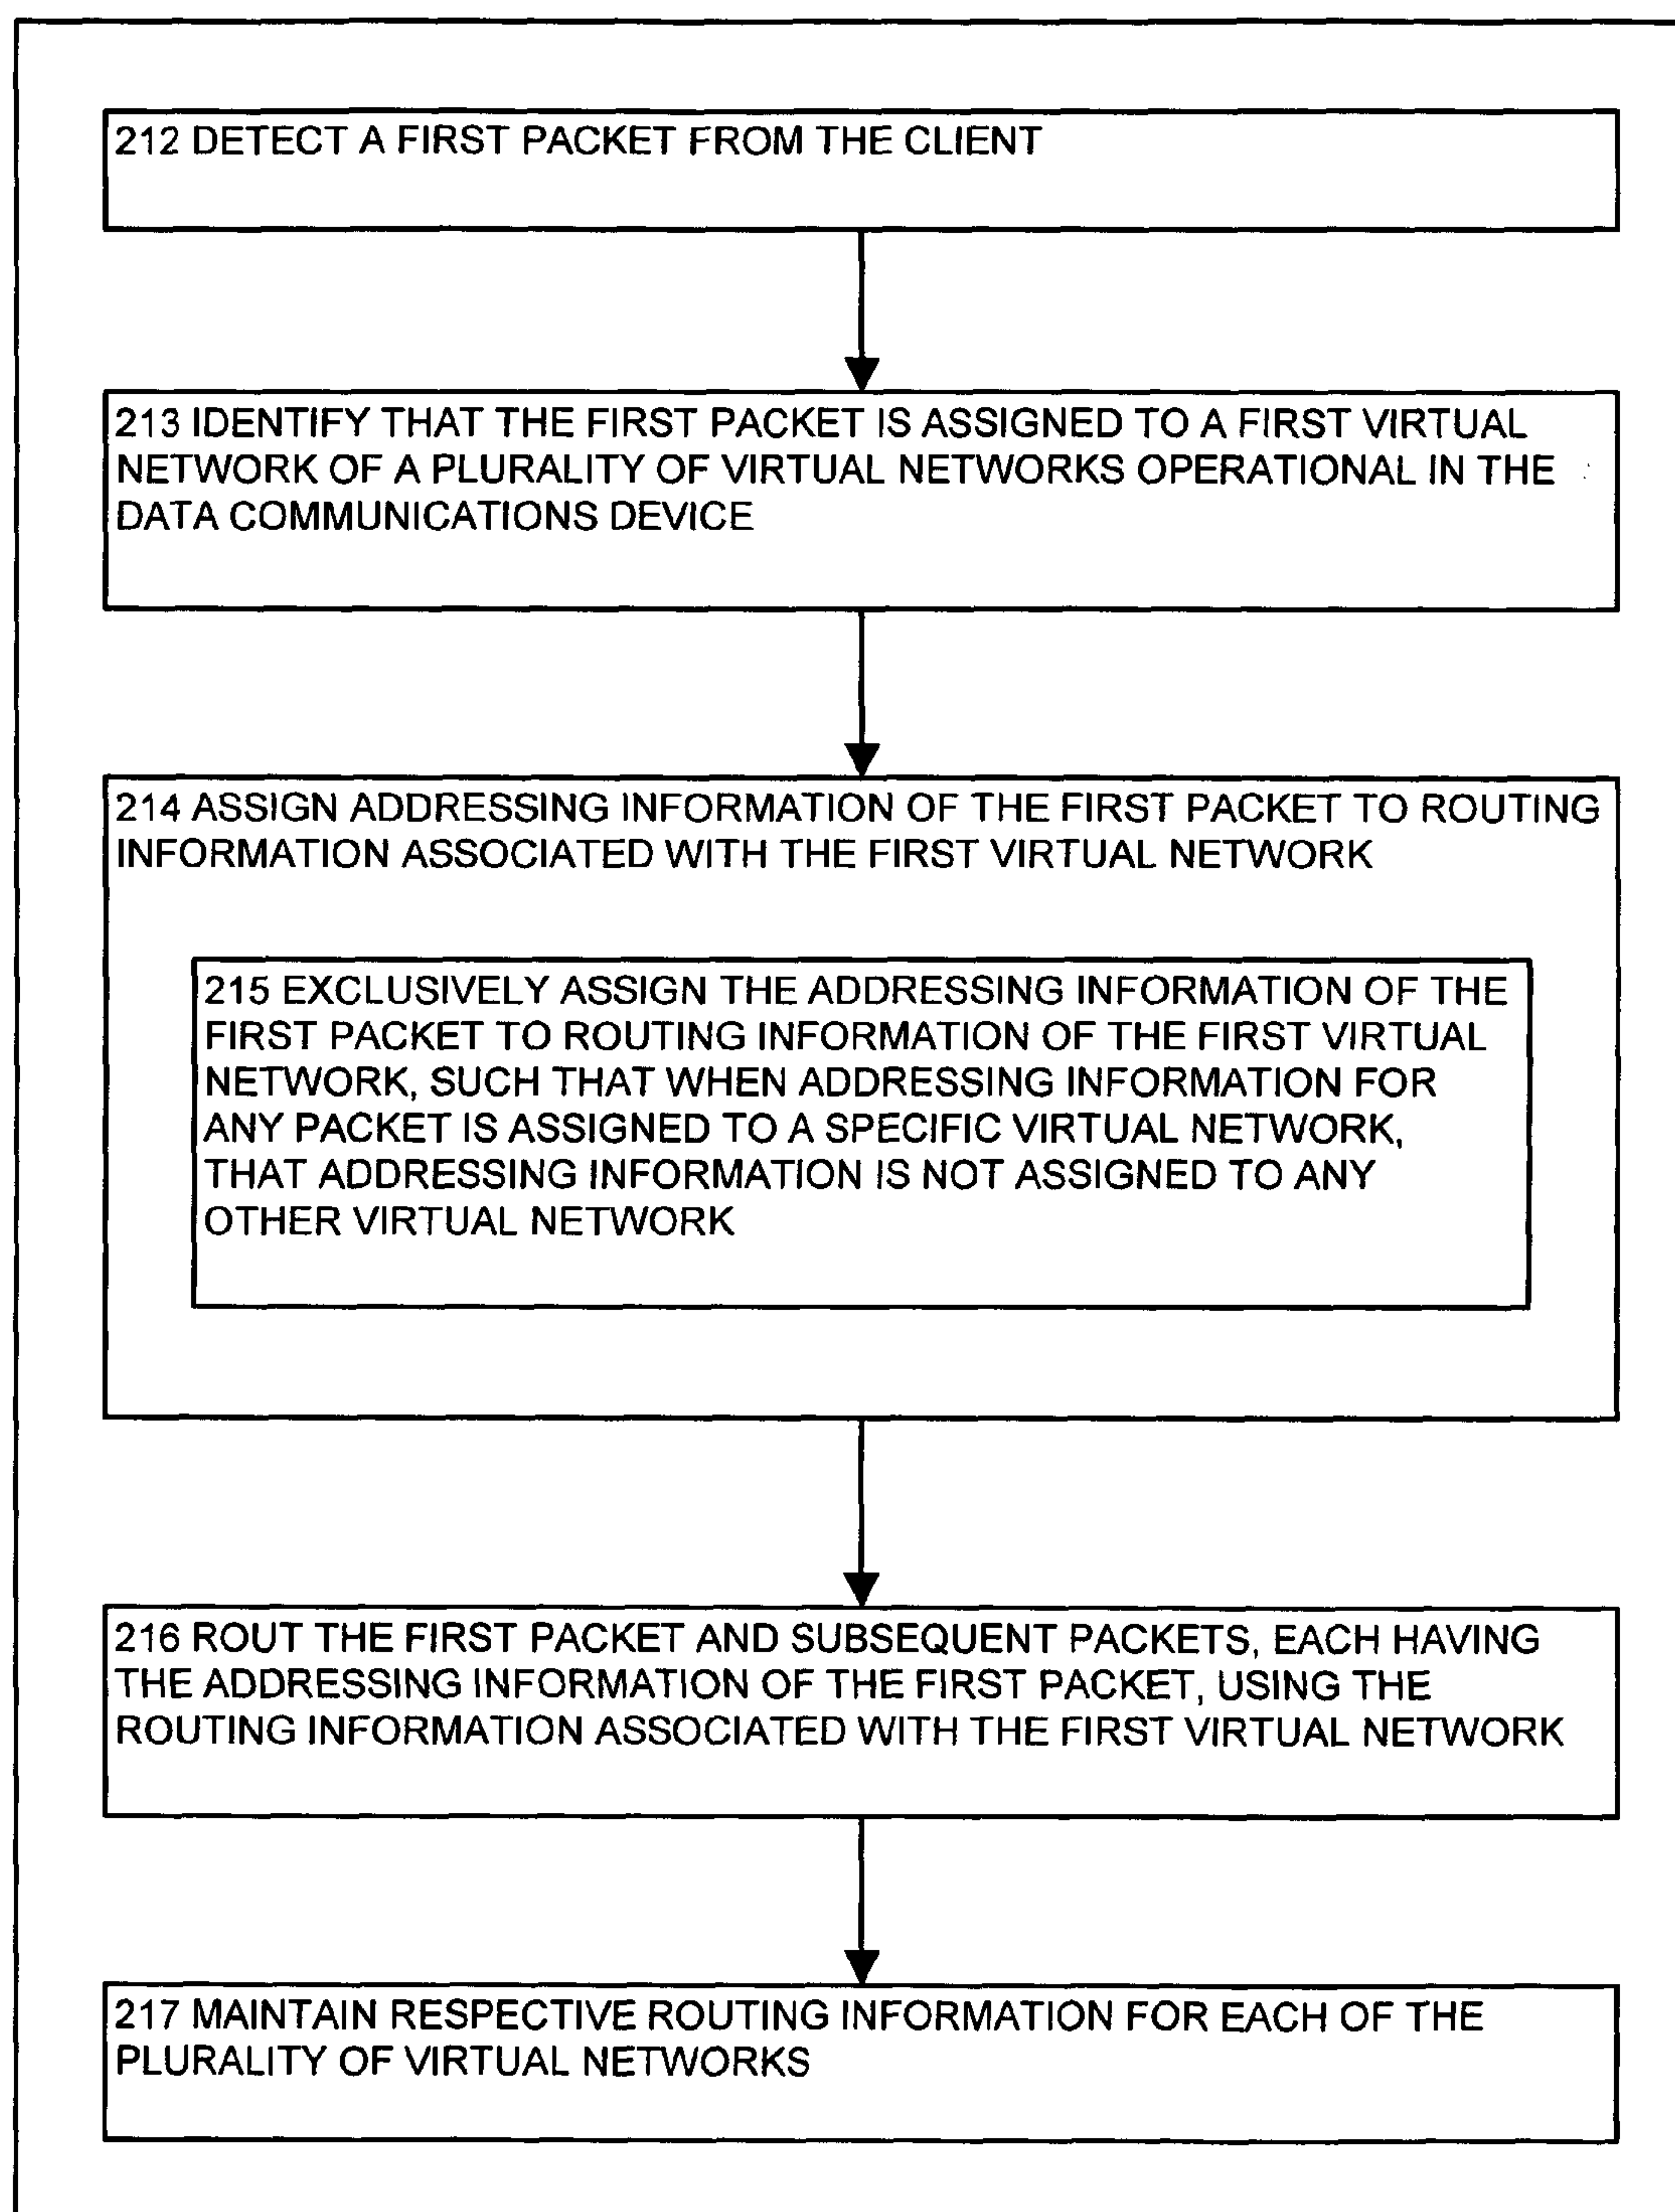 212 DETECT A FIRST PACKET FROM THE CLIENT
213 IDENTIFY THAT THE FIRST PACKET IS ASSIGNED TO A FIRST VIRTUAL
NETWORK OF A PLURALITY OF VIRTUAL NETWORKS OPERATIONAL IN THE
DATA COMMUNICATIONS DEVICE
214 ASSIGN ADDRESSING INFORMATION OF THE FIRST PACKET TO ROUTING
INFORMATION ASSOCIATED WITH THE FIRST VIRTUAL NETWORK
215 EXCLUSIVELY ASSIGN THE ADDRESSING INFORMATION OF THE
FIRST PACKET TO ROUTING INFORMATION OF THE FIRST VIRTUAL
NETWORK, SUCH THAT WHEN ADDRESSING INFORMATION FOR
ANY PACKET IS ASSIGNED TO A SPECIFIC VIRTUAL NETWORK,
THAT ADDRESSING INFORMATION IS NOT ASSIGNED TO ANY
OTHER VIRTUAL NETWORK
216 ROUT THE FIRST PACKET AND SUBSEQUENT PACKETS, EACH HAVING
THE ADDRESSING INFORMATION OF THE FIRST PACKET, USING THE
ROUTING INFORMATION ASSOCIATED WITH THE FIRST VIRTUAL NETWORK
217 MAINTAIN RESPECTIVE ROUTING INFORMATION FOR EACH OF THE
PLURALITY OF VIRTUAL NETWORKS